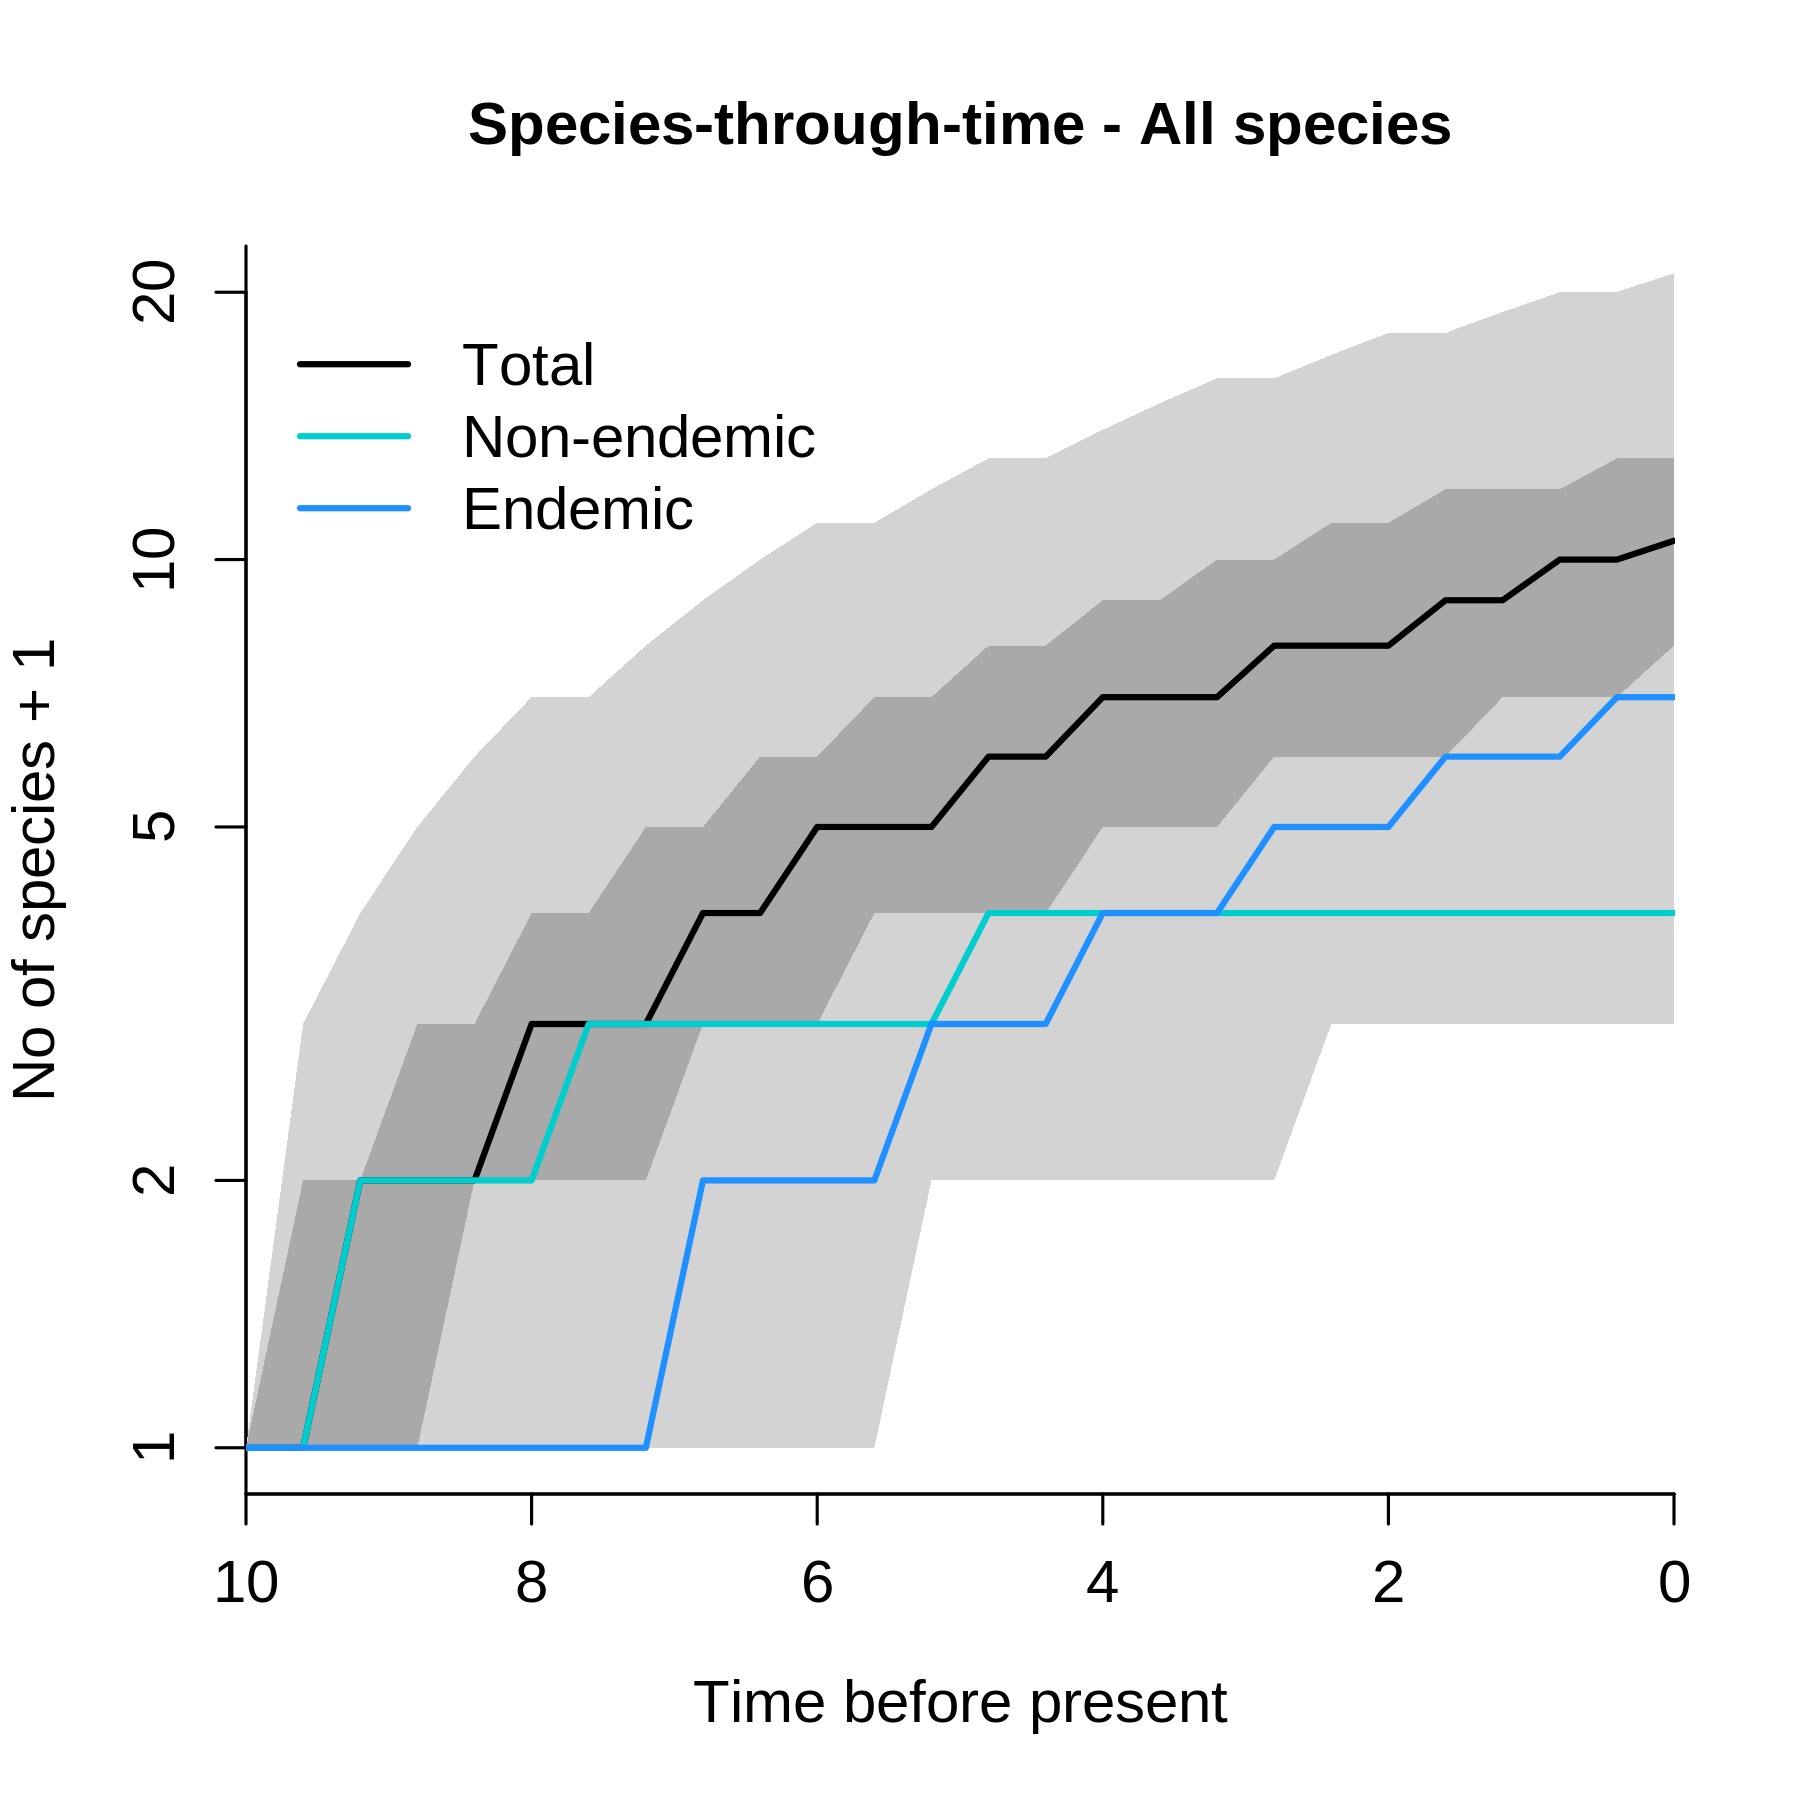 Species-through-time - All species
Total
Non-endemic
Endemic
No of species + 1
20
10
5
2
1
10
8
6
4
2
0
Time before present